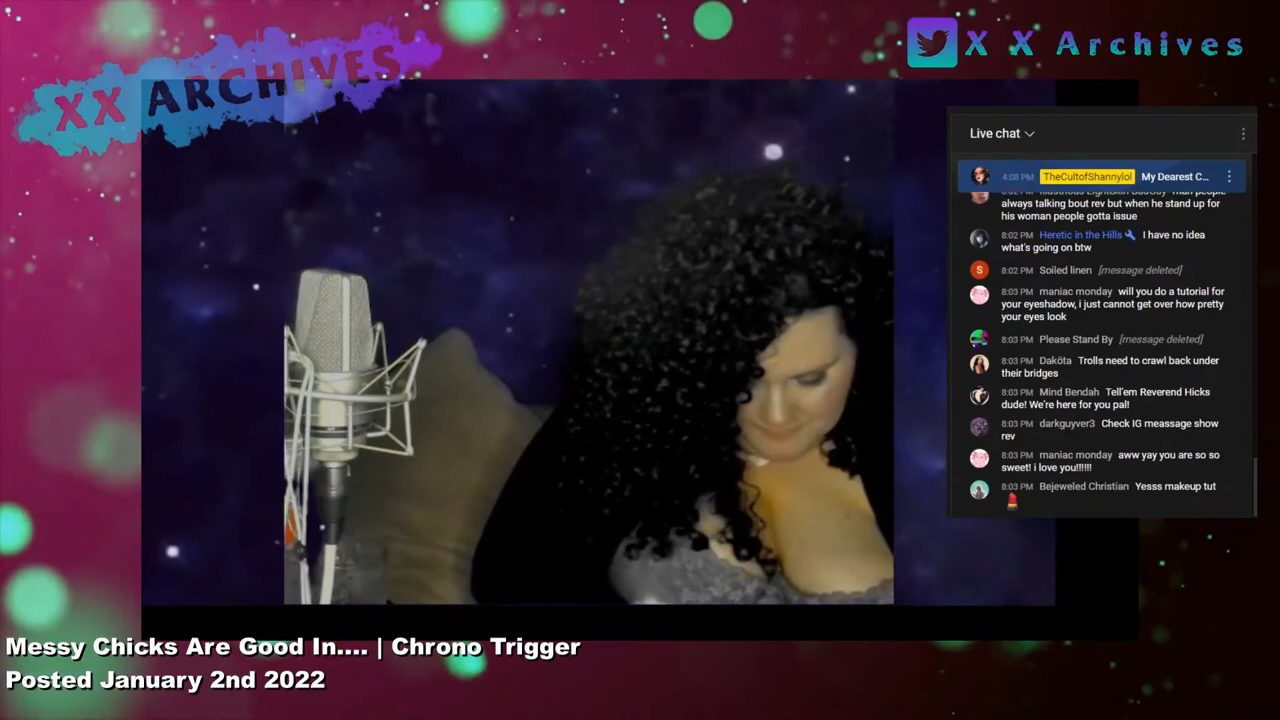 XX ARCHIVES
X X Archives
Live chat
4:08 PM TheCultofShannylol My Dearest C...
always talking bout rev but when he stand up for
his woman people gotta issue
8:02 PM Heretic in the Hills I have no idea
what's going on btw
S 8:02 PM Soiled linen [message deleted]
8:03 PM maniac monday will you do a tutorial for
your eyeshadow, i just cannot get over how pretty
your eyes look
8:03 PM Please Stand By [message deleted]
8:03 PM Daköta Trolls need to crawl back under
their bridges
8:03 PM Mind Bendah Tell'em Reverend Hicks
dude! We're here for you pal!
8:03 PM darkguyver3 Check IG meassage show
rev
8:03 PM maniac monday aww yay you are so so
sweet! i love you!!!!!!
8:03 PM Bejeweled Christian Yesss makeup tut
Messy Chicks Are Good In.... | Chrono Trigger
Posted January 2nd 2022